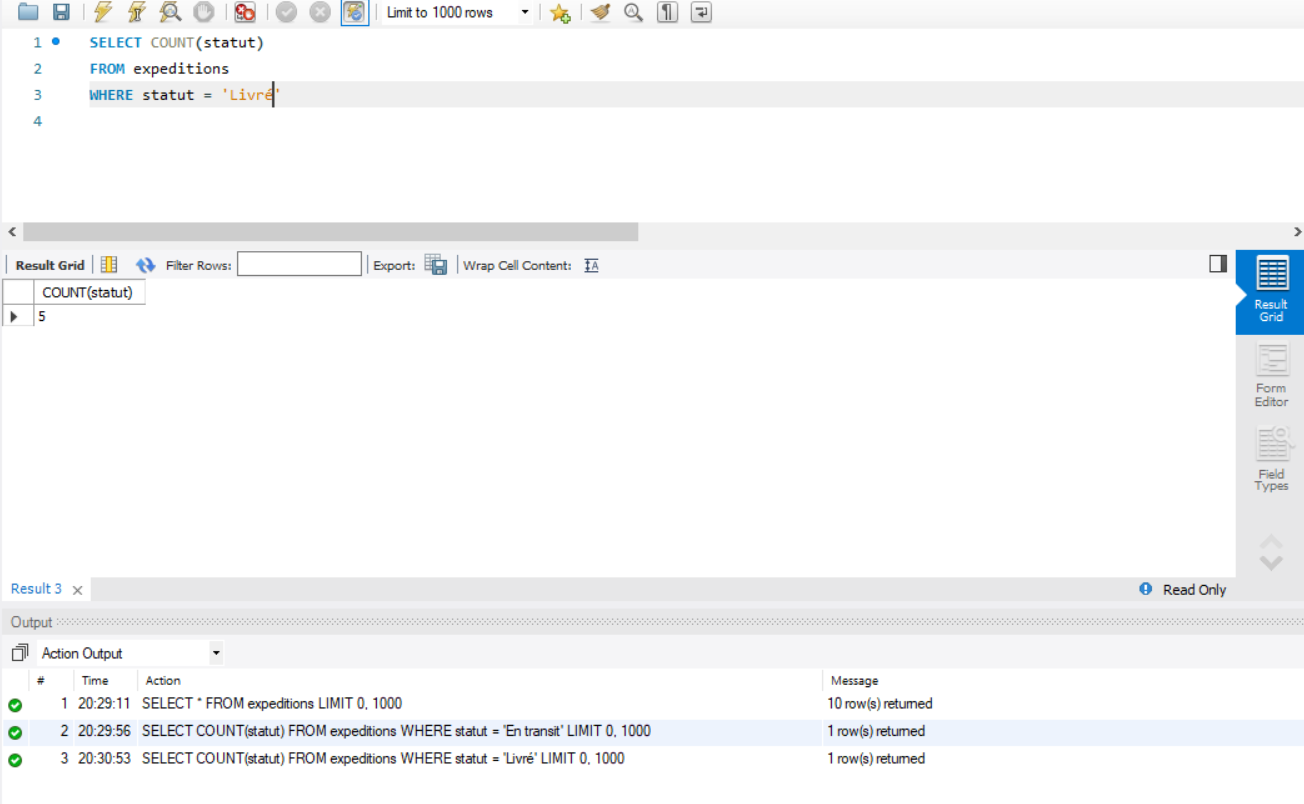 Limit to 1000 rows
1 SELECT COUNT(statut)
2 FROM expeditions
3 WHERE statut = 'Livré'
4
Result Grid Filter Rows: Export: Wrap Cell Content: IA
COUNT(statut)
5
Result
Grid
Form
Editor
Field
Types
Result 3 Read Only
Output
Action Output
# Time Action Message
1 20:29:11 SELECT * FROM expeditions LIMIT 0, 1000 10 row(s) returned
2 20:29:56 SELECT COUNT(statut) FROM expeditions WHERE statut = 'En transit' LIMIT 0, 1000 1 row(s) returned
3 20:30:53 SELECT COUNT(statut) FROM expeditions WHERE statut = 'Livré' LIMIT 0, 1000 1 row(s) returned